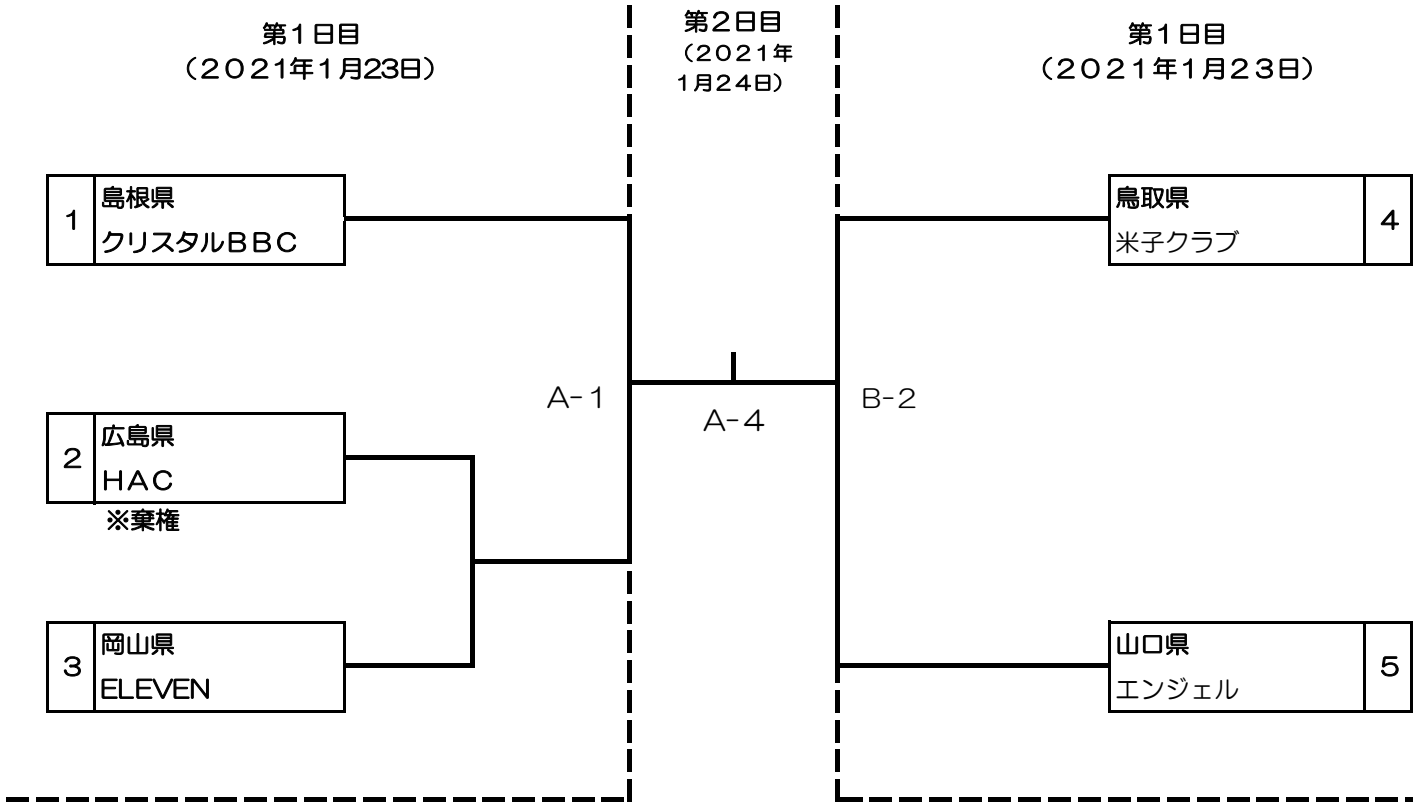 第１日目
（２０２１年１月23日）
第２日目
（２０２１年
１月２４日）
第１日目
（２０２１年１月２３日）
1
島根県
クリスタルＢＢＣ
鳥取県
米子クラブ
4
A-1
A-4
B-2
2
広島県
ＨＡＣ
※棄権
3
岡山県
ELEVEN
山口県
エンジェル
5